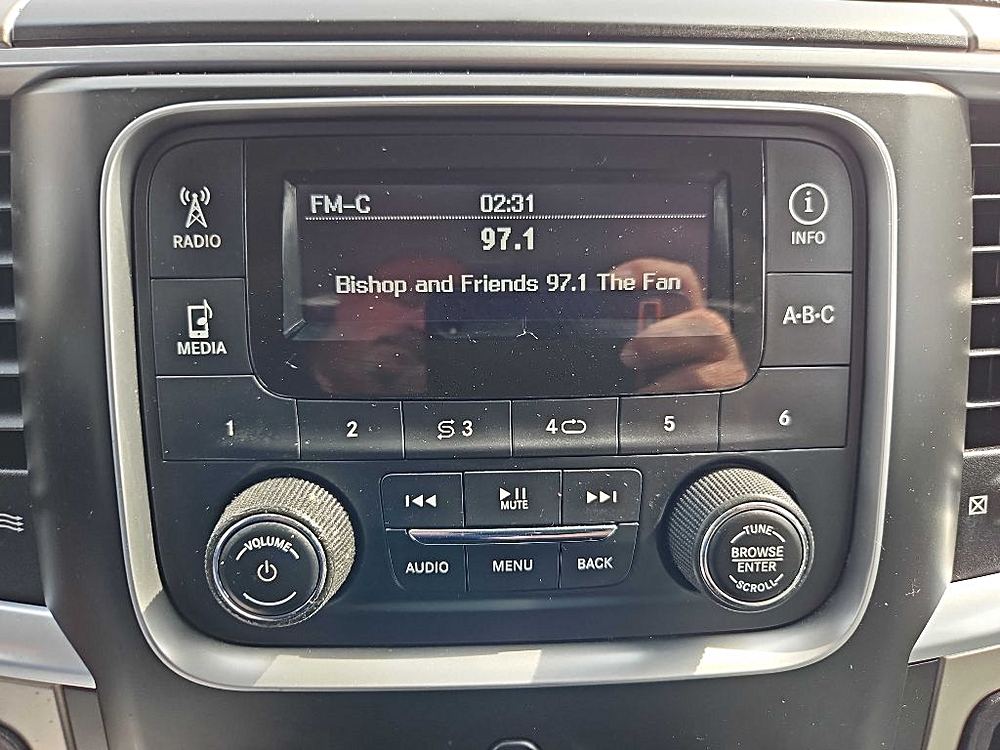 FM-C 02:31
97.1
Bishop and Friends 97.1 The Fan
RADIO
MEDIA
i
INFO
A•B•C
1 2 3 4 5 6
MUTE
AUDIO MENU BACK
VOLUME
TUNE
BROWSE
ENTER
SCROLL